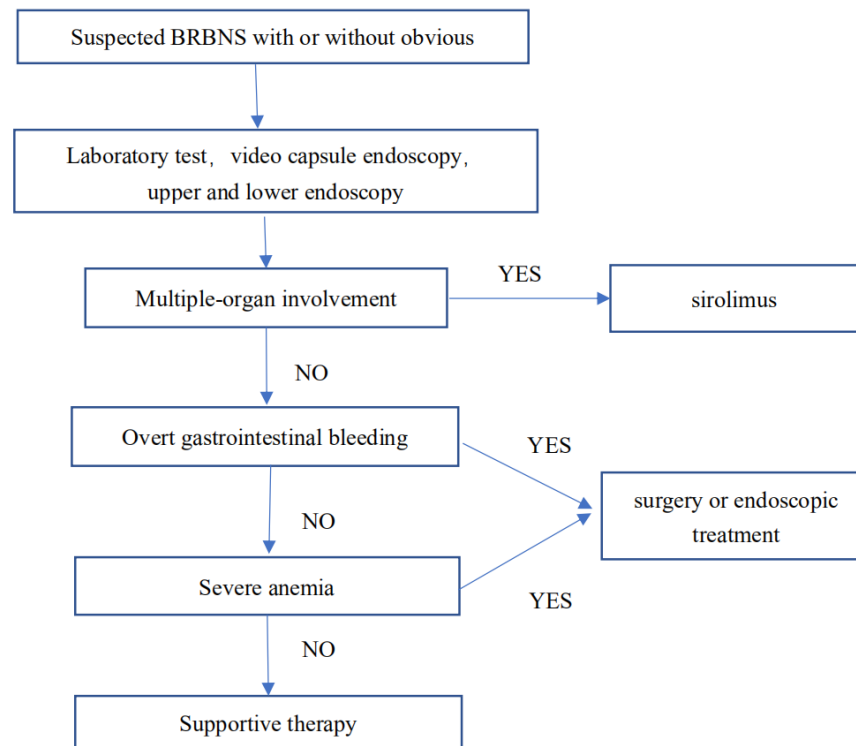 Suspected BRBNS with or without obvious
Laboratory test， video capsule endoscopy，
upper and lower endoscopy
Multiple-organ involvement
YES
sirolimus
NO
Overt gastrointestinal bleeding
YES
surgery or endoscopic
treatment
NO
Severe anemia
YES
NO
Supportive therapy